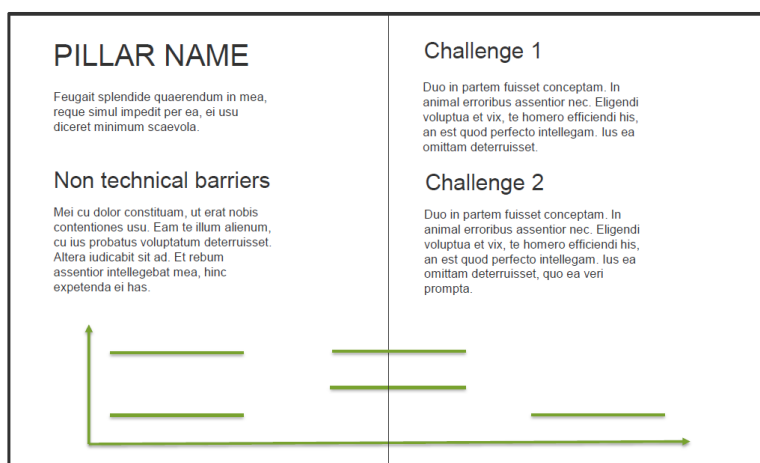 PILLAR NAME
Feugait splendide quaerendum in mea,
reque simul impedit per ea, ei usu
diceret minimum scaevola.
Non technical barriers
Mei cu dolor constituam, ut erat nobis
contentiones usu. Eam te illum alienum,
cu ius probatus voluptatum deterruisset.
Altera iudicabit sit ad. Et rebum
assentior intellegebat mea, hinc
expetenda ei has.
Challenge 1
Duo in partem fuisset conceptam. In
animal erroribus assentior nec. Eligendi
voluptua et vix, te homero efficiendi his,
an est quod perfecto intellegam. Ius ea
omittam deterruisset.
Challenge 2
Duo in partem fuisset conceptam. In
animal erroribus assentior nec. Eligendi
voluptua et vix, te homero efficiendi his,
an est quod perfecto intellegam. Ius ea
omittam deterruisset, quo ea veri
prompta.